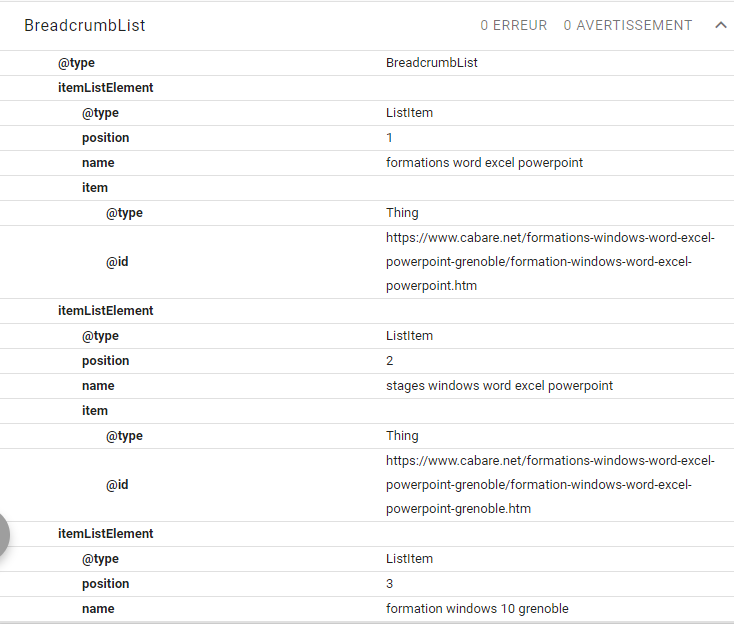 BreadcrumbList 0 ERREUR 0 AVERTISSEMENT
@type BreadcrumbList
itemListElement
@type ListItem
position 1
name formations word excel powerpoint
item
@type Thing
@id https://www.cabare.net/formations-windows-word-excel-
powerpoint-grenoble/formation-windows-word-excel-
powerpoint.htm
itemListElement
@type ListItem
position 2
name stages windows word excel powerpoint
item
@type Thing
@id https://www.cabare.net/formations-windows-word-excel-
powerpoint-grenoble/formation-windows-word-excel-
powerpoint-grenoble.htm
itemListElement
@type ListItem
position 3
name formation windows 10 grenoble